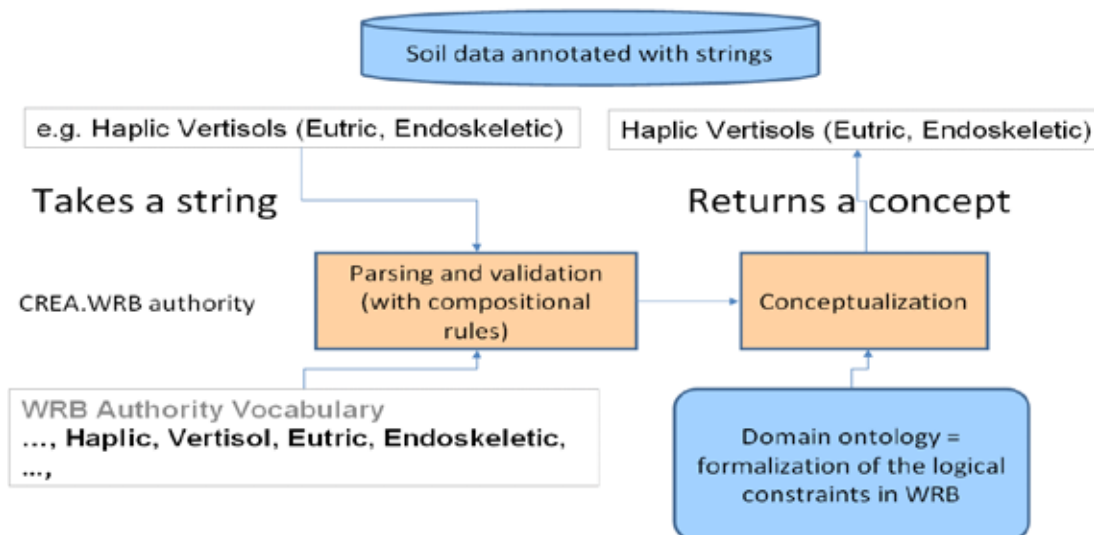 Soil data annotated with strings
e.g. Haplic Vertisols (Eutric, Endoskeletic)
Haplic Vertisols (Eutric, Endoskeletic)
Takes a string
Returns a concept
CREA.WRB authority
Parsing and validation
(with compositional
rules)
Conceptualization
WRB Authority Vocabulary
..., Haplic, Vertisol, Eutric, Endoskeletic,
...,
Domain ontology =
formalization of the logical
constraints in WRB